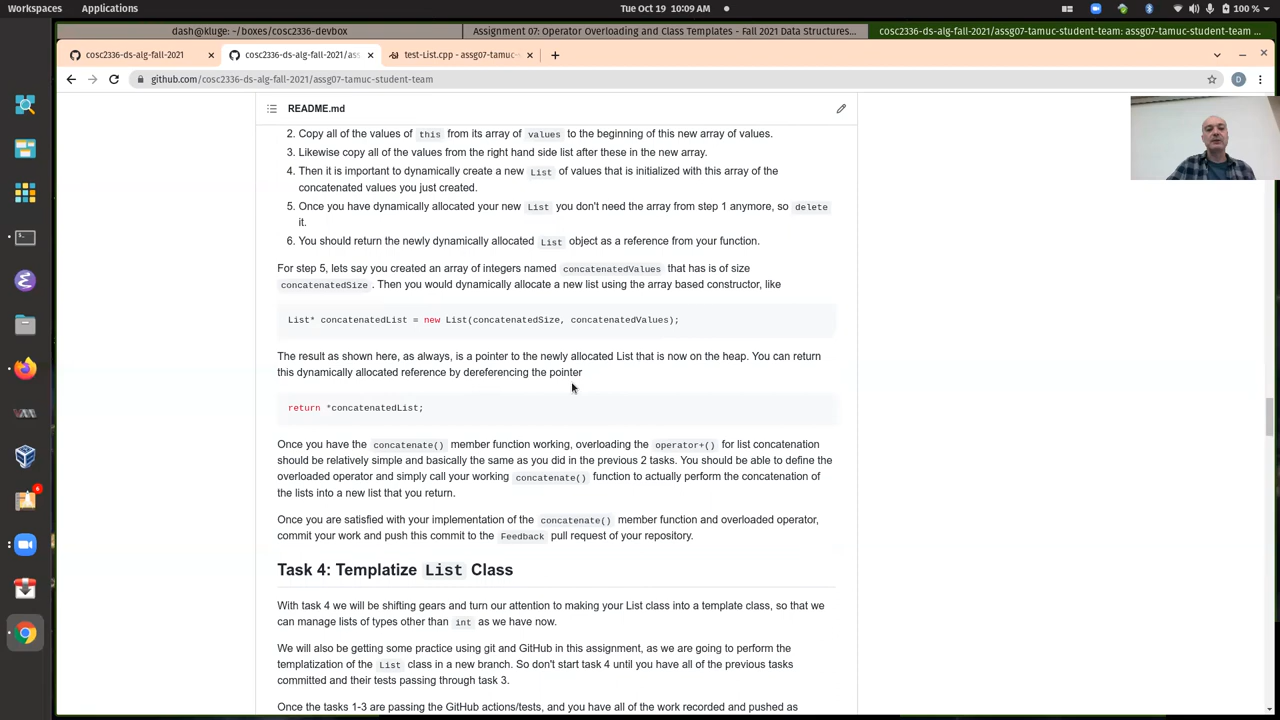 Workspaces Applications Tue Oct 19 10:09 AM 100 %
dash@kluge: ~/boxes/cosc2336-devbox Assignment 07: Operator Overloading and Class Templates - Fall 2021 Data Structures... cosc2336-ds-alg-fall-2021/assg07-tamuc-student-team: assg07-tamuc-student-team ...
cosc2336-ds-alg-fall-2021 cosc2336-ds-alg-fall-2021/ass test-List.cpp - assg07-tamuc-
github.com/cosc2336-ds-alg-fall-2021/assg07-tamuc-student-team D
README.md
2. Copy all of the values of this from its array of values to the beginning of this new array of values.
3. Likewise copy all of the values from the right hand side list after these in the new array.
4. Then it is important to dynamically create a new List of values that is initialized with this array of the
concatenated values you just created.
5. Once you have dynamically allocated your new List you don't need the array from step 1 anymore, so delete
it.
6. You should return the newly dynamically allocated List object as a reference from your function.
For step 5, lets say you created an array of integers named concatenatedValues that has is of size
concatenatedSize . Then you would dynamically allocate a new list using the array based constructor, like
List* concatenatedList = new List(concatenatedSize, concatenatedValues);
The result as shown here, as always, is a pointer to the newly allocated List that is now on the heap. You can return
this dynamically allocated reference by dereferencing the pointer
return *concatenatedList;
Once you have the concatenate() member function working, overloading the operator+() for list concatenation
should be relatively simple and basically the same as you did in the previous 2 tasks. You should be able to define the
overloaded operator and simply call your working concatenate() function to actually perform the concatenation of
the lists into a new list that you return.
Once you are satisfied with your implementation of the concatenate() member function and overloaded operator,
commit your work and push this commit to the Feedback pull request of your repository.
Task 4: Templatize List Class
With task 4 we will be shifting gears and turn our attention to making your List class into a template class, so that we
can manage lists of types other than int as we have now.
We will also be getting some practice using git and GitHub in this assignment, as we are going to perform the
templatization of the List class in a new branch. So don't start task 4 until you have all of the previous tasks
committed and their tests passing through task 3.
Once the tasks 1-3 are passing the GitHub actions/tests, and you have all of the work recorded and pushed as